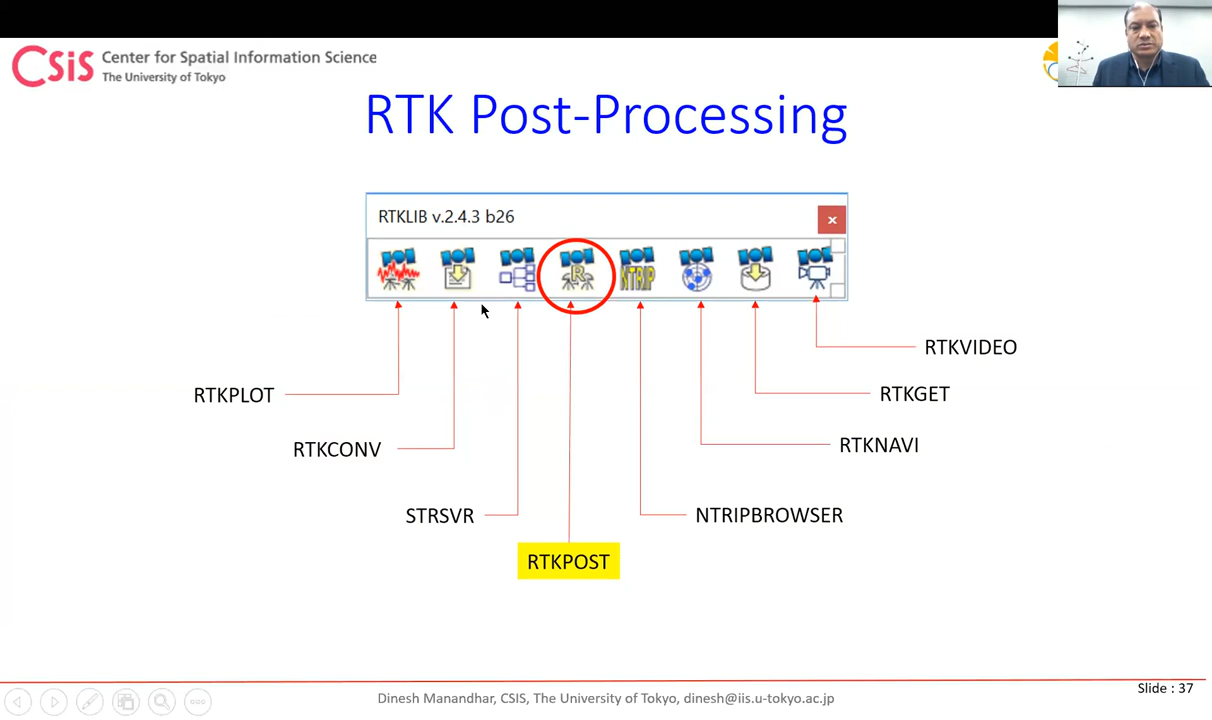 CSiS Center for Spatial Information Science
The University of Tokyo
RTK Post-Processing
RTKLIB v.2.4.3 b26
R
NTRIP
RTKVIDEO
RTKPLOT
RTKGET
RTKCONV
RTKNAVI
STRSVR
NTRIPBROWSER
RTKPOST
Dinesh Manandhar, CSIS, The University of Tokyo, dinesh@iis.u-tokyo.ac.jp
Slide : 37